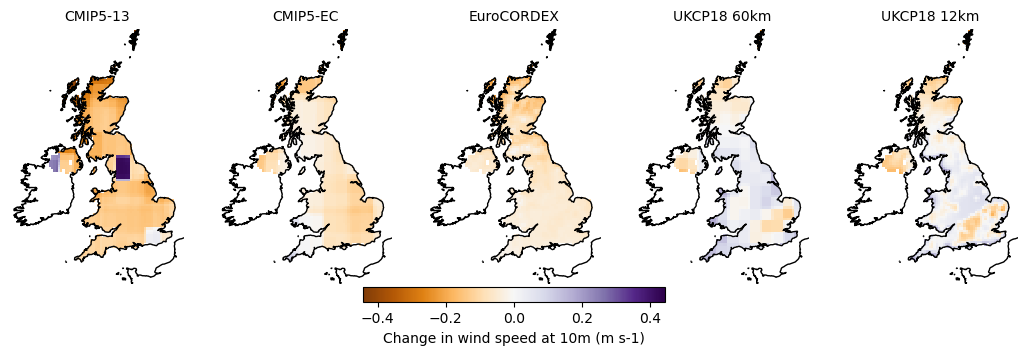 CMIP5-13 CMIP5-EC EuroCORDEX UKCP18 60km UKCP18 12km
−0.4 −0.2 0.0 0.2 0.4
Change in wind speed at 10m (m s-1)